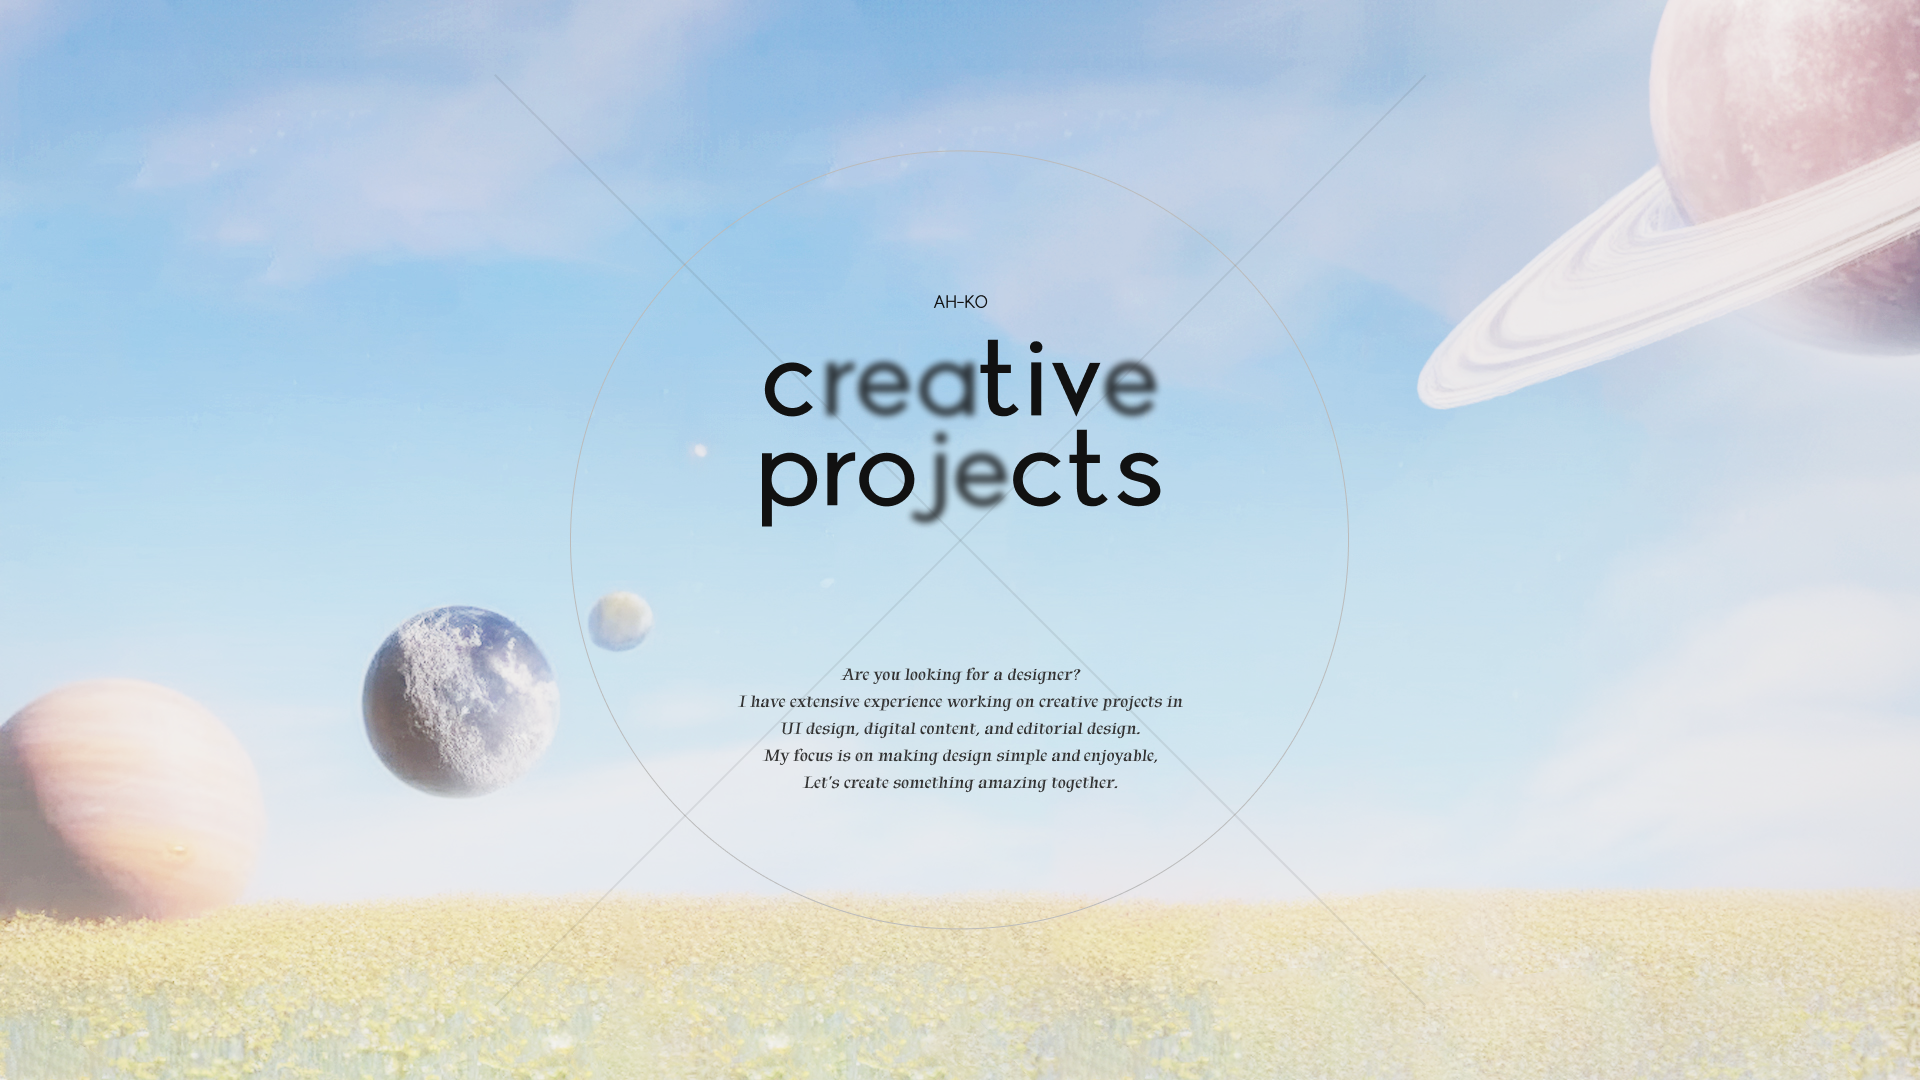 AH-KO
creative
projects
Are you looking for a designer?
I have extensive experience working on creative projects in
UI design, digital content, and editorial design.
My focus is on making design simple and enjoyable,
Let's create something amazing together.